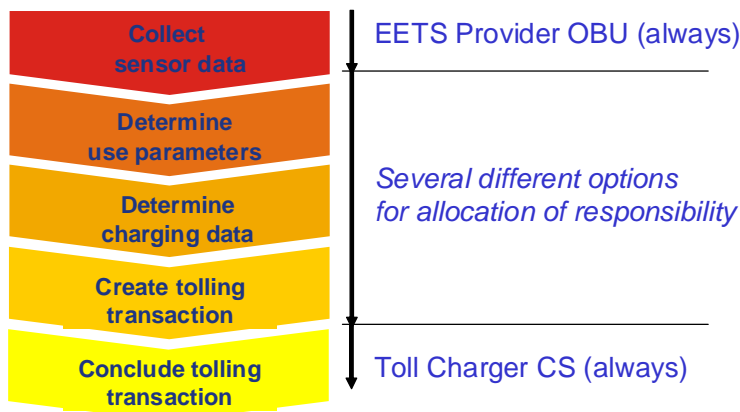 Collect
sensor data
EETS Provider OBU (always)
Determine
use parameters
Determine
charging data
Several different options
for allocation of responsibility
Create tolling
transaction
Conclude tolling
transaction
Toll Charger CS (always)